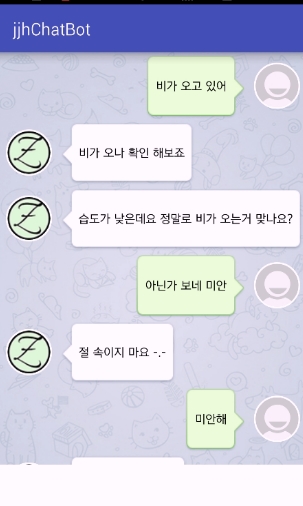 jjhChatBot
비가 오고 있어
비가 오나 확인 해보죠
습도가 낮은데요 정말로 비가 오는거 맞나요?
아닌가 보네 미안
절 속이지 마요 -.-
미안해